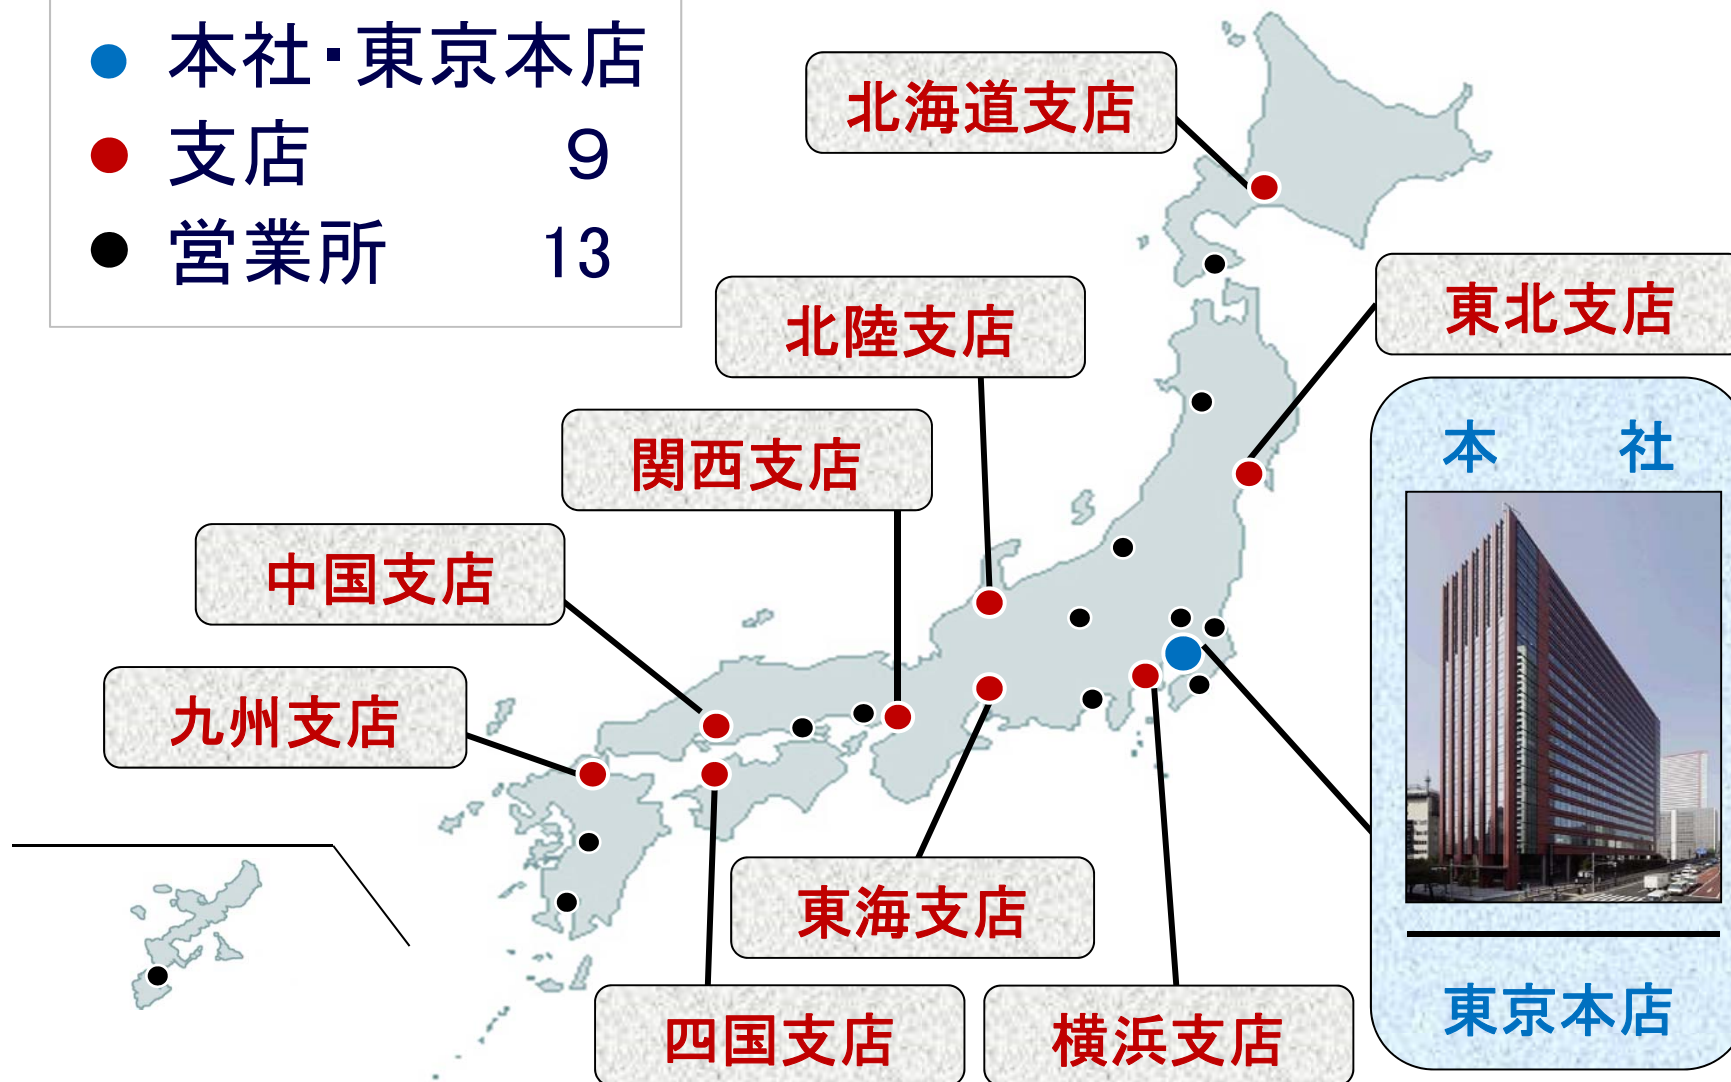 本社・東京本店
支店 9
営業所 13
北海道支店
東北支店
北陸支店
関西支店
中国支店
九州支店
本 社
東海支店
四国支店
横浜支店
東京本店